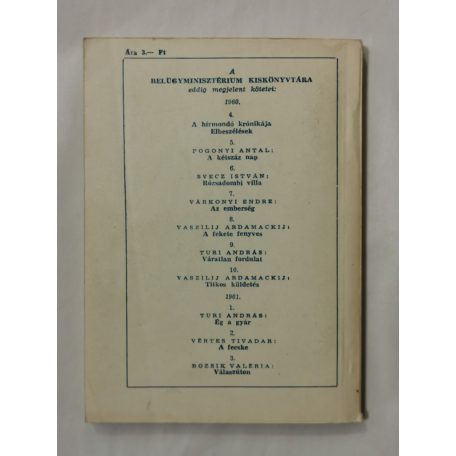 Ára 3.— Ft
A
BELÜGYMINISZTÉRIUM KISKÖNYVTÁRA
eddig megjelent kötetei:
1960.
4.
A hírmondó krónikája
Elbeszélések
5.
POGONYI ANTAL:
A kétszáz nap
6.
SVECZ ISTVÁN:
Rózsadombi villa
7.
VÁRKONYI ENDRE:
Az emberség
8.
VASZILIJ ARDAMACKIJ:
A fekete fenyves
9.
TURI ANDRÁS:
Váratlan fordulat
10.
VASZILIJ ARDAMACKIJ:
Titkos küldetés
1961.
1.
TURI ANDRÁS:
Ég a gyár
2.
VÉRTES TIVADAR:
A fecske
3.
BOZSIK VALÉRIA:
Válaszúton